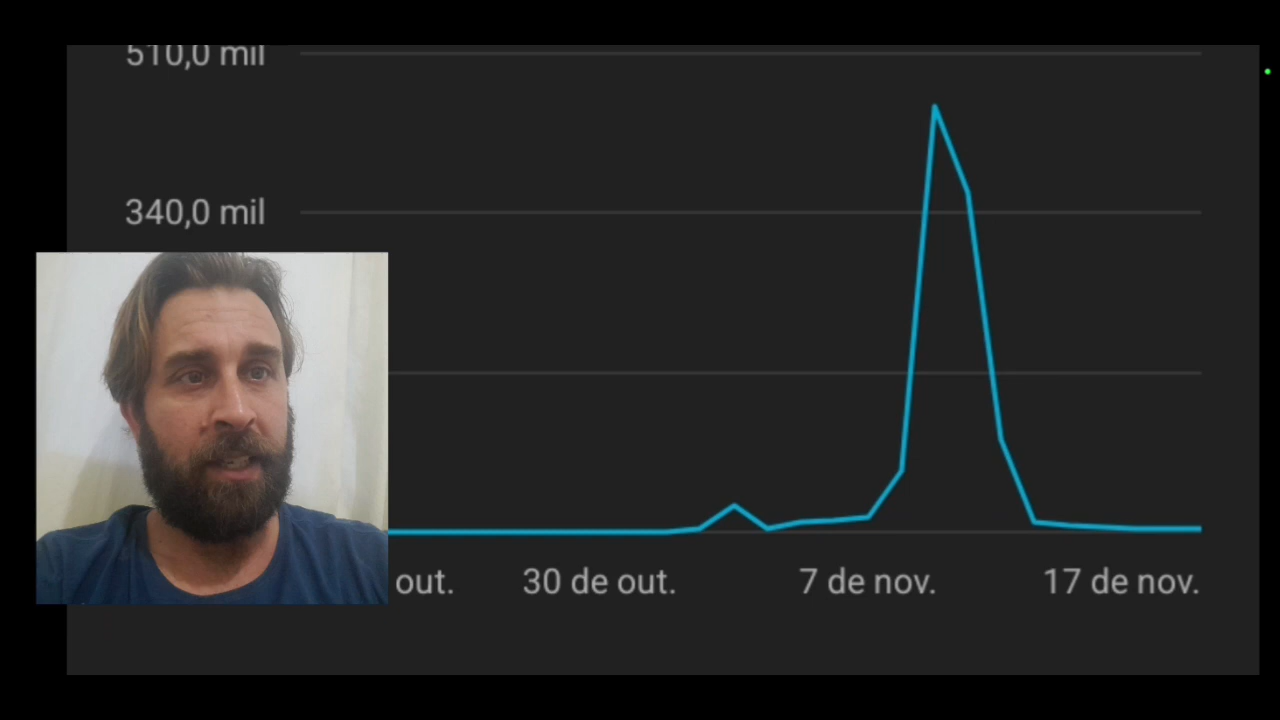 510,0 mil
340,0 mil
out.
30 de out.
7 de nov.
17 de nov.